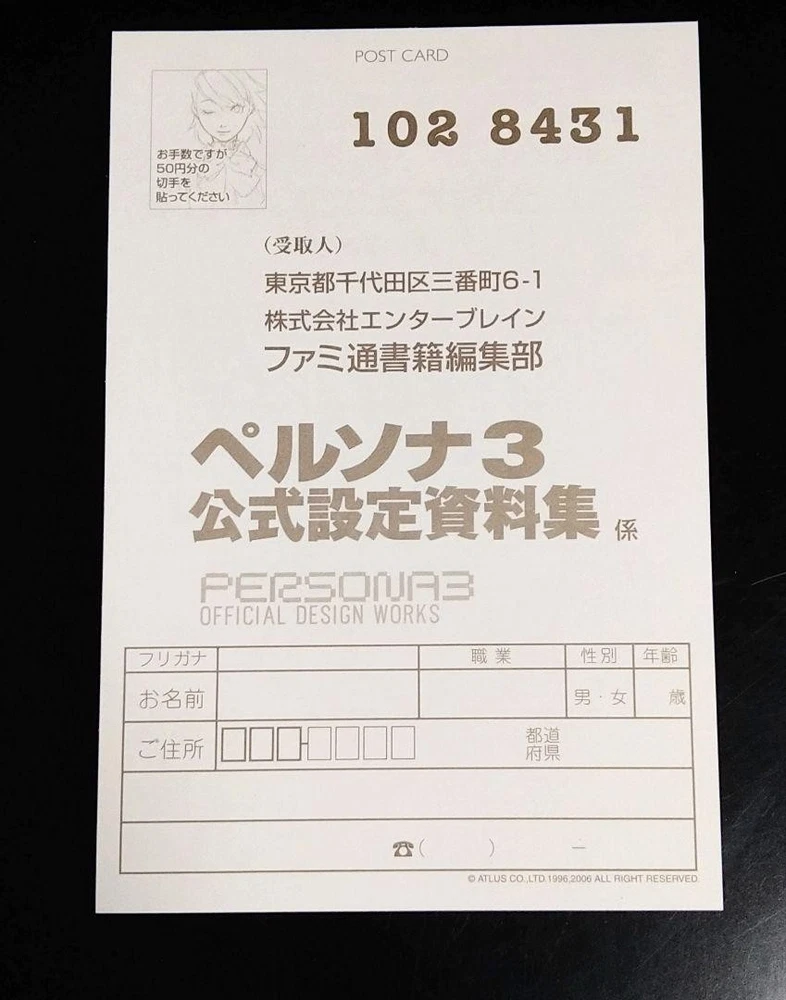 POST CARD
お手数ですが
50円分の
切手を
貼ってください
102 8431
（受取人）
東京都千代田区三番町6-1
株式会社エンターブレイン
ファミ通書籍編集部
ペルソナ3
公式設定資料集 係
PERSONA3
OFFICIAL DESIGN WORKS
フリガナ 職業 性別 年齢
お名前 男・女 歳
ご住所 都道
府県
☎( ) −
© ATLUS CO.,LTD.1996,2006 ALL RIGHT RESERVED.